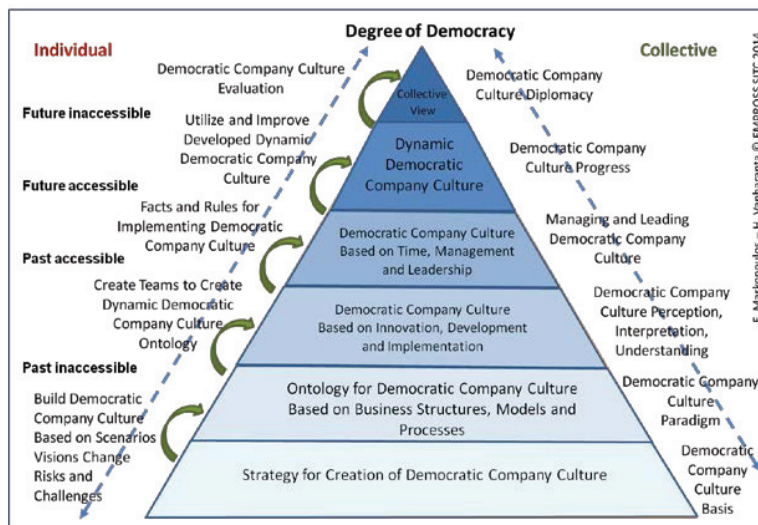 Degree of Democracy
Individual
Collective
Democratic Company Culture
Evaluation
Future inaccessible
Utilize and Improve
Developed Dynamic
Democratic Company
Culture
Future accessible
Facts and Rules for
Implementing Democratic
Company Culture
Past accessible
Create Teams to Create
Dynamic Democratic
Company Culture
Ontology
Past inaccessible
Build Democratic
Company Culture
Based on Scenarios
Visions Change
Risks and
Challenges
Collective
View
Dynamic
Democratic
Company Culture
Democratic Company Culture
Based on Time, Management
and Leadership
Democratic Company Culture
Based on Innovation, Development
and Implementation
Ontology for Democratic Company Culture
Based on Business Structures, Models and
Processes
Strategy for Creation of Democratic Company Culture
Democratic Company
Culture Diplomacy
Democratic Company
Culture Progress
Managing and Leading
Democratic Company
Culture
Democratic Company
Culture Perception,
Interpretation,
Understanding
Democratic Company
Culture
Paradigm
Democratic
Company
Culture
Basis
Markopoulos – H. Vanharanta © EMPROSS SITC 2014